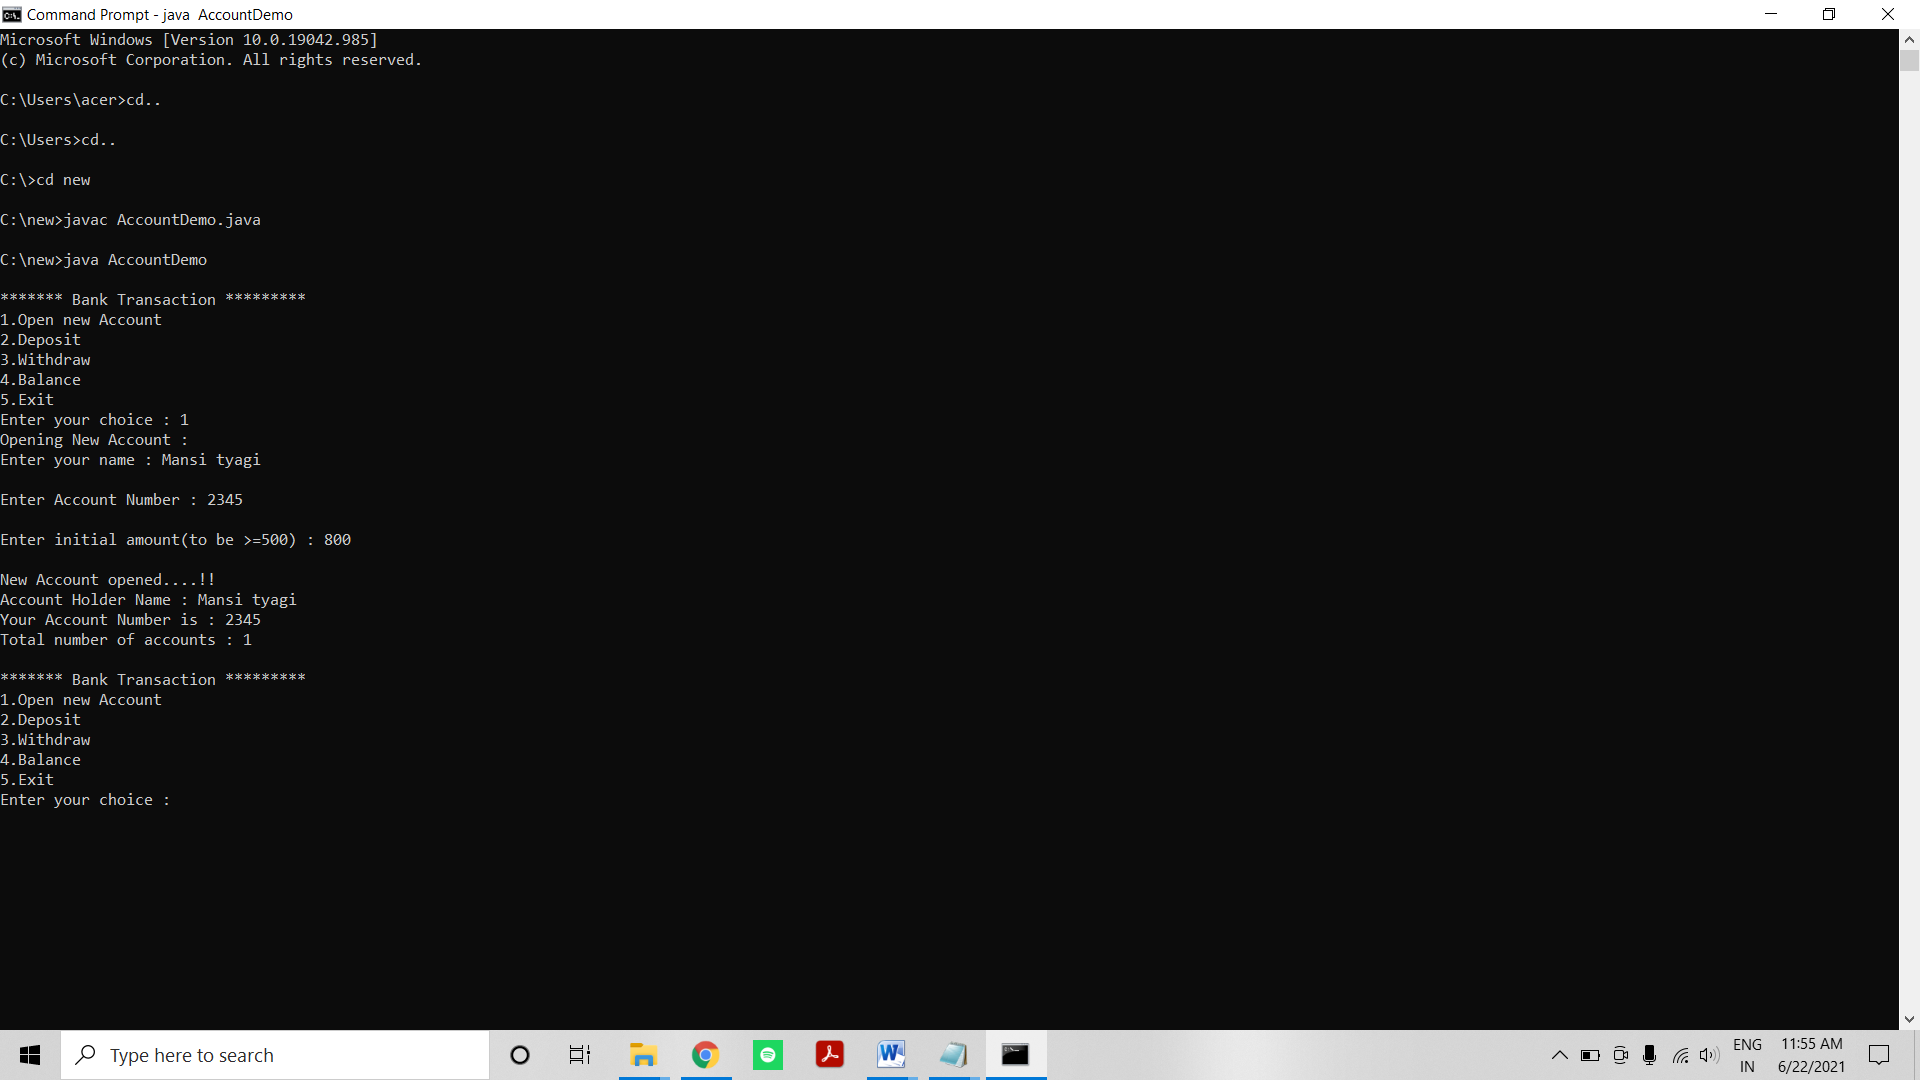 Command Prompt - java  AccountDemo
Microsoft Windows [Version 10.0.19042.985]
(c) Microsoft Corporation. All rights reserved.
C:\Users\acer>cd..
C:\Users>cd..
C:\>cd new
C:\new>javac AccountDemo.java
C:\new>java AccountDemo
******* Bank Transaction *********
1.Open new Account
2.Deposit
3.Withdraw
4.Balance
5.Exit
Enter your choice : 1
Opening New Account :
Enter your name : Mansi tyagi
Enter Account Number : 2345
Enter initial amount(to be >=500) : 800
New Account opened....!!
Account Holder Name : Mansi tyagi
Your Account Number is : 2345
Total number of accounts : 1
******* Bank Transaction *********
1.Open new Account
2.Deposit
3.Withdraw
4.Balance
5.Exit
Enter your choice :
Type here to search
ENG
IN
11:55 AM
6/22/2021